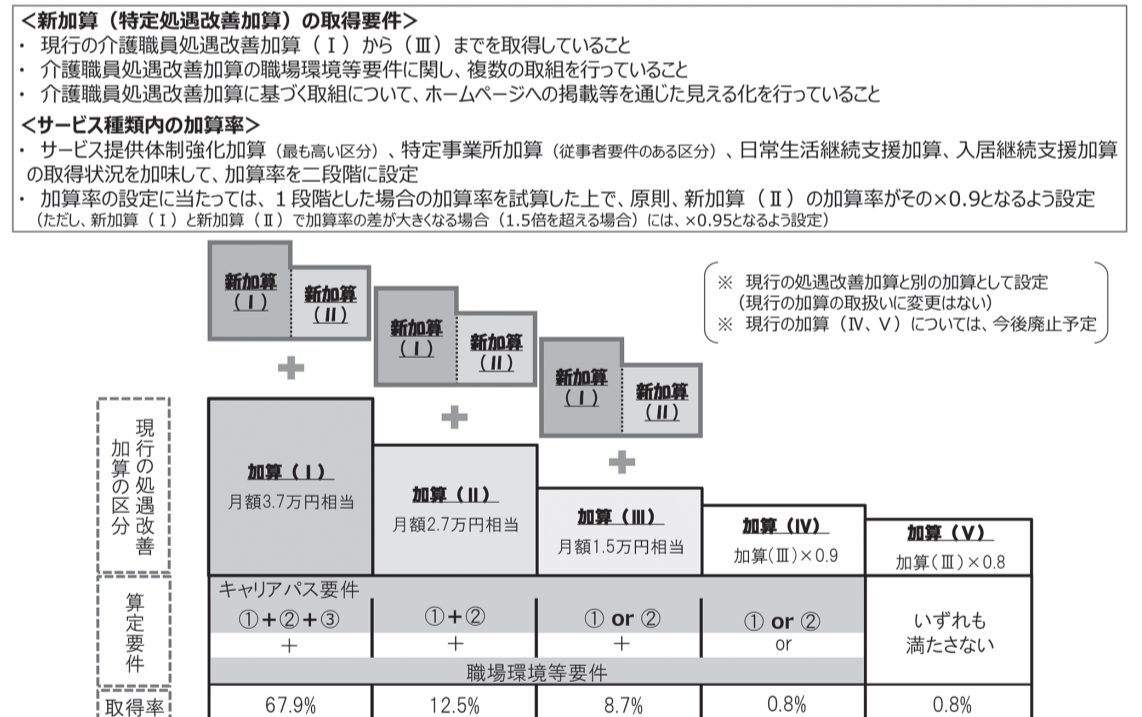 ＜新加算（特定処遇改善加算）の取得要件＞
・ 現行の介護職員処遇改善加算（Ⅰ）から（Ⅲ）までを取得していること
・ 介護職員処遇改善加算の職場環境等要件に関し、複数の取組を行っていること
・ 介護職員処遇改善加算に基づく取組について、ホームページへの掲載等を通じた見える化を行っていること
＜サービス種類内の加算率＞
・ サービス提供体制強化加算（最も高い区分）、特定事業所加算（従事者要件のある区分）、日常生活継続支援加算、入居継続支援加算
の取得状況を加味して、加算率を二段階に設定
・ 加算率の設定に当たっては、１段階とした場合の加算率を試算した上で、原則、新加算（Ⅱ）の加算率がその×0.9となるよう設定
（ただし、新加算（Ⅰ）と新加算（Ⅱ）で加算率の差が大きくなる場合（1.5倍を超える場合）には、×0.95となるよう設定）
新加算
（Ⅰ）
新加算
（Ⅱ）
新加算
（Ⅰ）
新加算
（Ⅱ）
新加算
（Ⅰ）
新加算
（Ⅱ）
※ 現行の処遇改善加算と別の加算として設定
（現行の加算の取扱いに変更はない）
※ 現行の加算（Ⅳ、Ⅴ）については、今後廃止予定
＋
＋
＋
現行の処遇改善
加算の区分
加算（Ⅰ）
月額3.7万円相当
加算（Ⅱ）
月額2.7万円相当
加算（Ⅲ）
月額1.5万円相当
加算（Ⅳ）
加算（Ⅲ）×0.9
加算（Ⅴ）
加算（Ⅲ）×0.8
算定要件
キャリアパス要件
①＋②＋③
①＋②
① or ②
① or ②
いずれも
満たさない
＋
＋
＋
or
職場環境等要件
取得率
67.9%
12.5%
8.7%
0.8%
0.8%